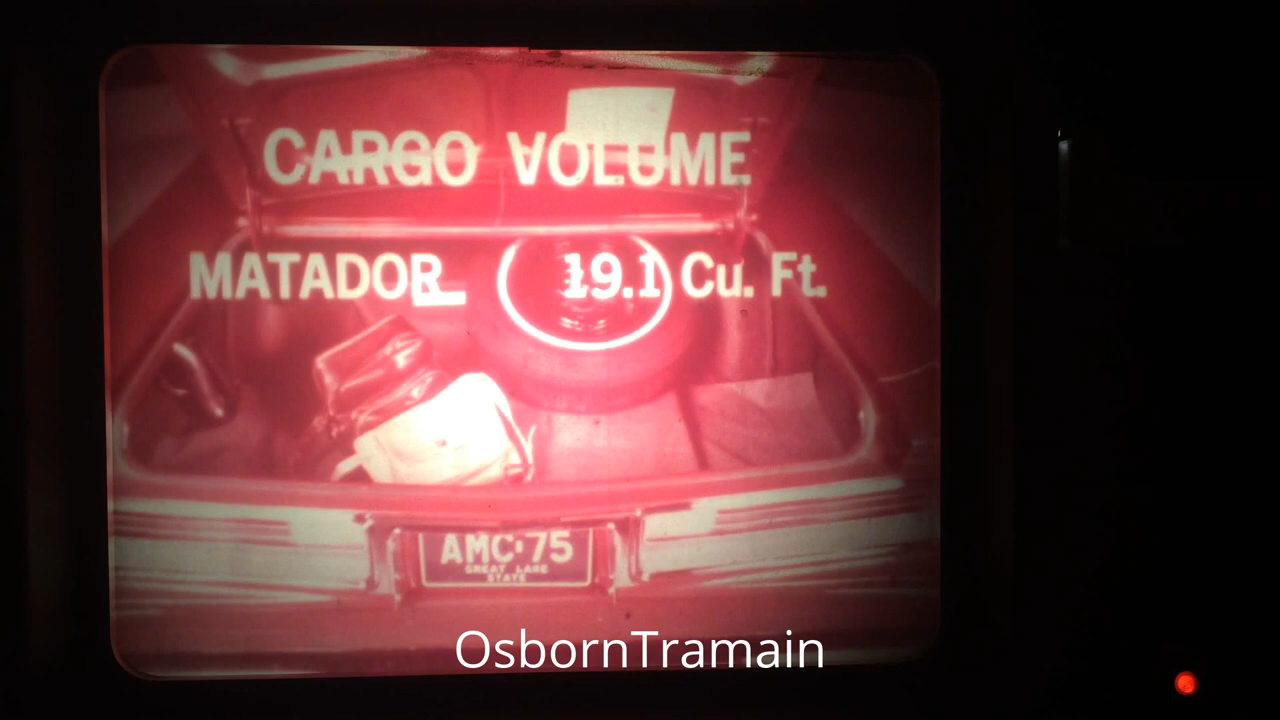 CARGO VOLUME
MATADOR 19.1 Cu. Ft.
AMC·75
GREAT LAKE
STATE
OsbornTramain